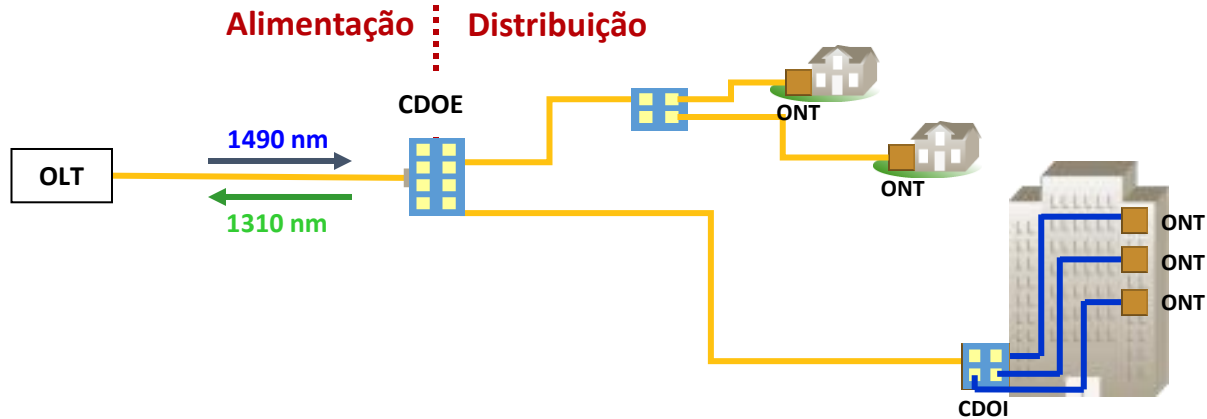 Alimentação
Distribuição
CDOE
1490 nm
OLT
1310 nm
ONT
ONT
ONT
ONT
ONT
CDOI